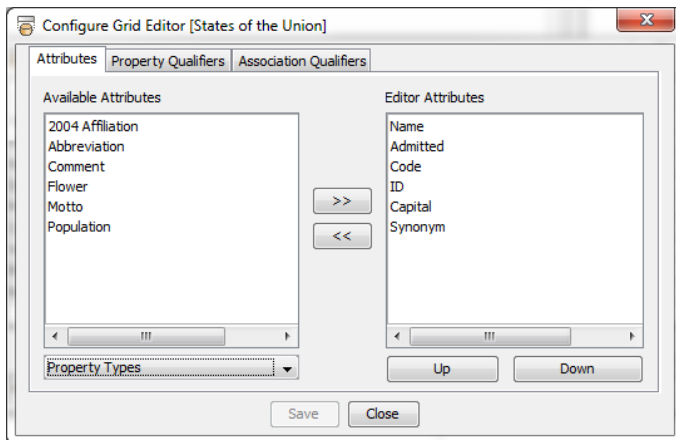 Configure Grid Editor [States of the Union]
Attributes Property Qualifiers Association Qualifiers
Available Attributes
2004 Affiliation
Abbreviation
Comment
Flower
Motto
Population
>>
<<
Editor Attributes
Name
Admitted
Code
ID
Capital
Synonym
Property Types
Up Down
Save Close